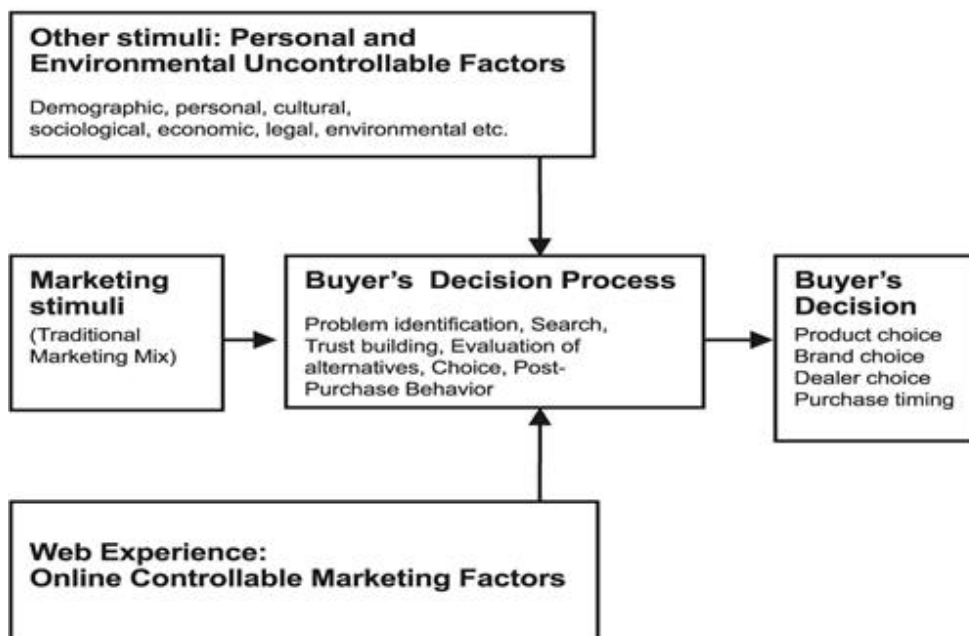 Other stimuli: Personal and
Environmental Uncontrollable Factors
Demographic, personal, cultural,
sociological, economic, legal, environmental etc.
Marketing
stimuli
(Traditional
Marketing Mix)
Buyer's Decision Process
Problem identification, Search,
Trust building, Evaluation of
alternatives, Choice, Post-
Purchase Behavior
Buyer's
Decision
Product choice
Brand choice
Dealer choice
Purchase timing
Web Experience:
Online Controllable Marketing Factors